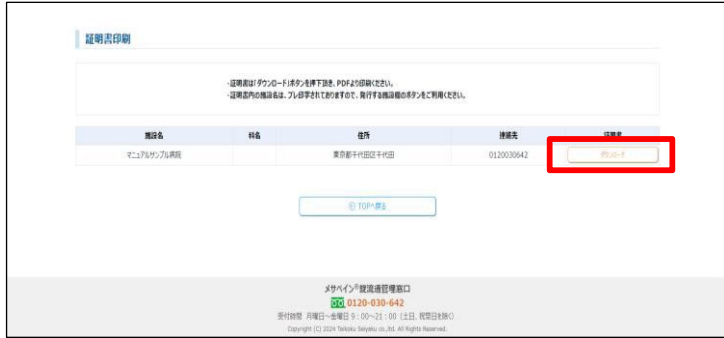 証明書印刷
・証明書は「ダウンロード」ボタンを押下頂き、PDFより印刷ください。
・証明書内の施設名は、プレ印字されておりますので、発行する施設欄のボタンをご利用ください。
施設名 科名 住所 連絡先 証明書
マニュアルサンプル病院 東京都千代田区千代田 0120030642 ダウンロード
TOPへ戻る
メサペイン®錠流通管理窓口
0120-030-642
受付時間 月曜日~金曜日 9:00~21:00 (土日、祝祭日を除く)
Copyright (C) 2024 Teikoku Seiyaku co.,ltd. All Rights Reserved.